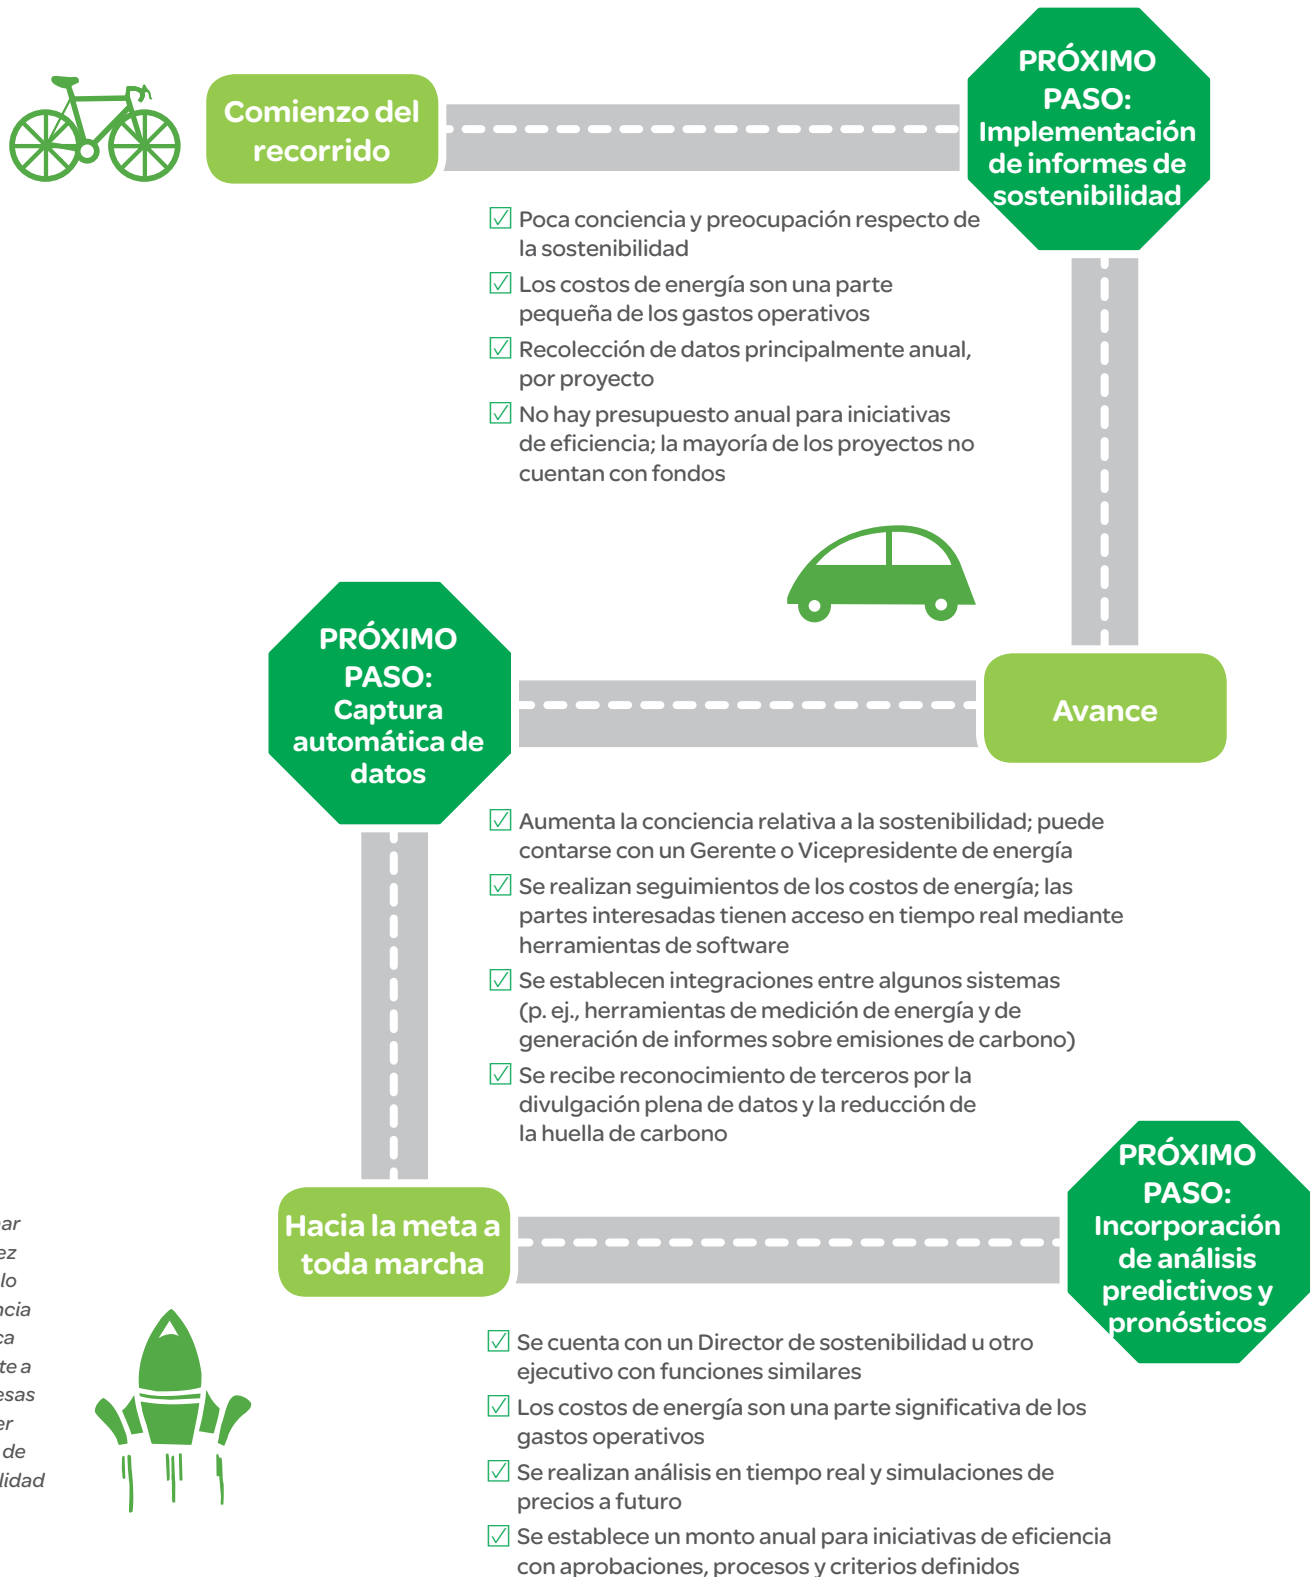 Comienzo del
recorrido
PRÓXIMO
PASO:
Implementación
de informes de
sostenibilidad
Poca conciencia y preocupación respecto de
la sostenibilidad
Los costos de energía son una parte
pequeña de los gastos operativos
Recolección de datos principalmente anual,
por proyecto
No hay presupuesto anual para iniciativas
de eficiencia; la mayoría de los proyectos no
cuentan con fondos
Avance
PRÓXIMO
PASO:
Captura
automática de
datos
Aumenta la conciencia relativa a la sostenibilidad; puede
contarse con un Gerente o Vicepresidente de energía
Se realizan seguimientos de los costos de energía; las
partes interesadas tienen acceso en tiempo real mediante
herramientas de software
Se establecen integraciones entre algunos sistemas
(p. ej., herramientas de medición de energía y de
generación de informes sobre emisiones de carbono)
Se recibe reconocimiento de terceros por la
divulgación plena de datos y la reducción de
la huella de carbono
Hacia la meta a
toda marcha
PRÓXIMO
PASO:
Incorporación
de análisis
predictivos y
pronósticos
Se cuenta con un Director de sostenibilidad u otro
ejecutivo con funciones similares
Los costos de energía son una parte significativa de los
gastos operativos
Se realizan análisis en tiempo real y simulaciones de
precios a futuro
Se establece un monto anual para iniciativas de eficiencia
con aprobaciones, procesos y criterios definidos
ar
ez
lo
ncia
ca
te a
esas
er
de
lidad